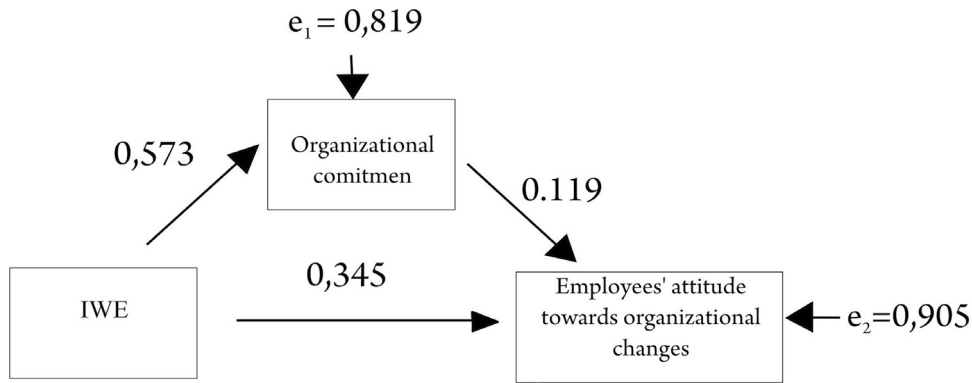 e₁ = 0,819
Organizational
comitmen
0,573
0.119
0,345
IWE
Employees' attitude
towards organizational
changes
e₂=0,905